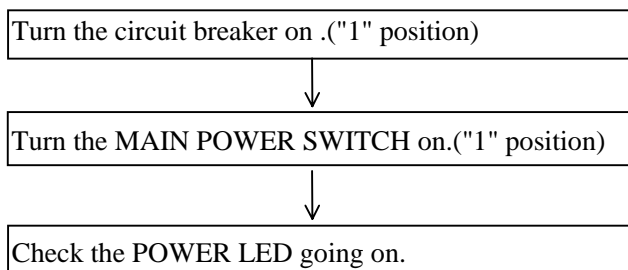 Turn the circuit breaker on .("1" position)
Turn the MAIN POWER SWITCH on.("1" position)
Check the POWER LED going on.